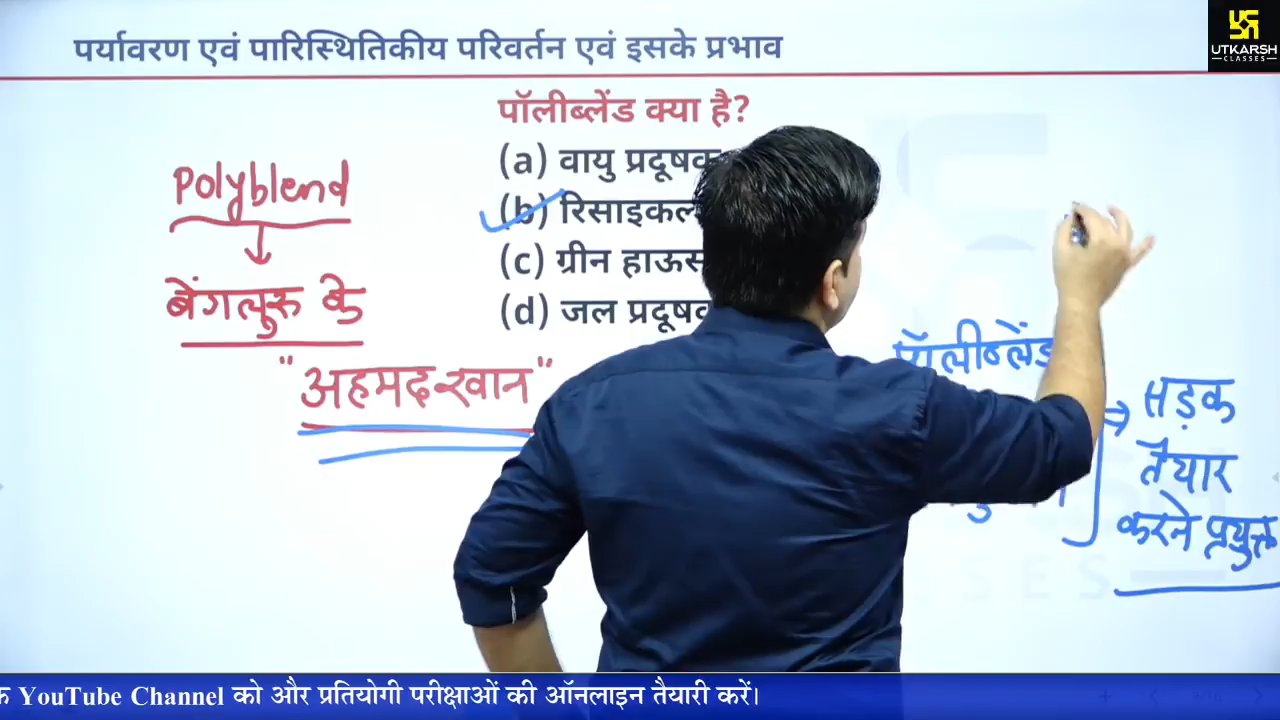 पर्यावरण एवं पारिस्थितिकीय परिवर्तन एवं इसके प्रभाव
UTKARSH
CLASSES
पॉलीब्लेंड क्या है?
(a) वायु प्रदूषक
(b) रिसाइकल
(c) ग्रीन हाऊस
(d) जल प्रदूषक
Polyblend
बेंगलुरु के
"अहमद खान"
पॉलीब्लेंड
सड़क
तैयार
करने प्रयुक्त
YouTube Channel को और प्रतियोगी परीक्षाओं की ऑनलाइन तैयारी करें।